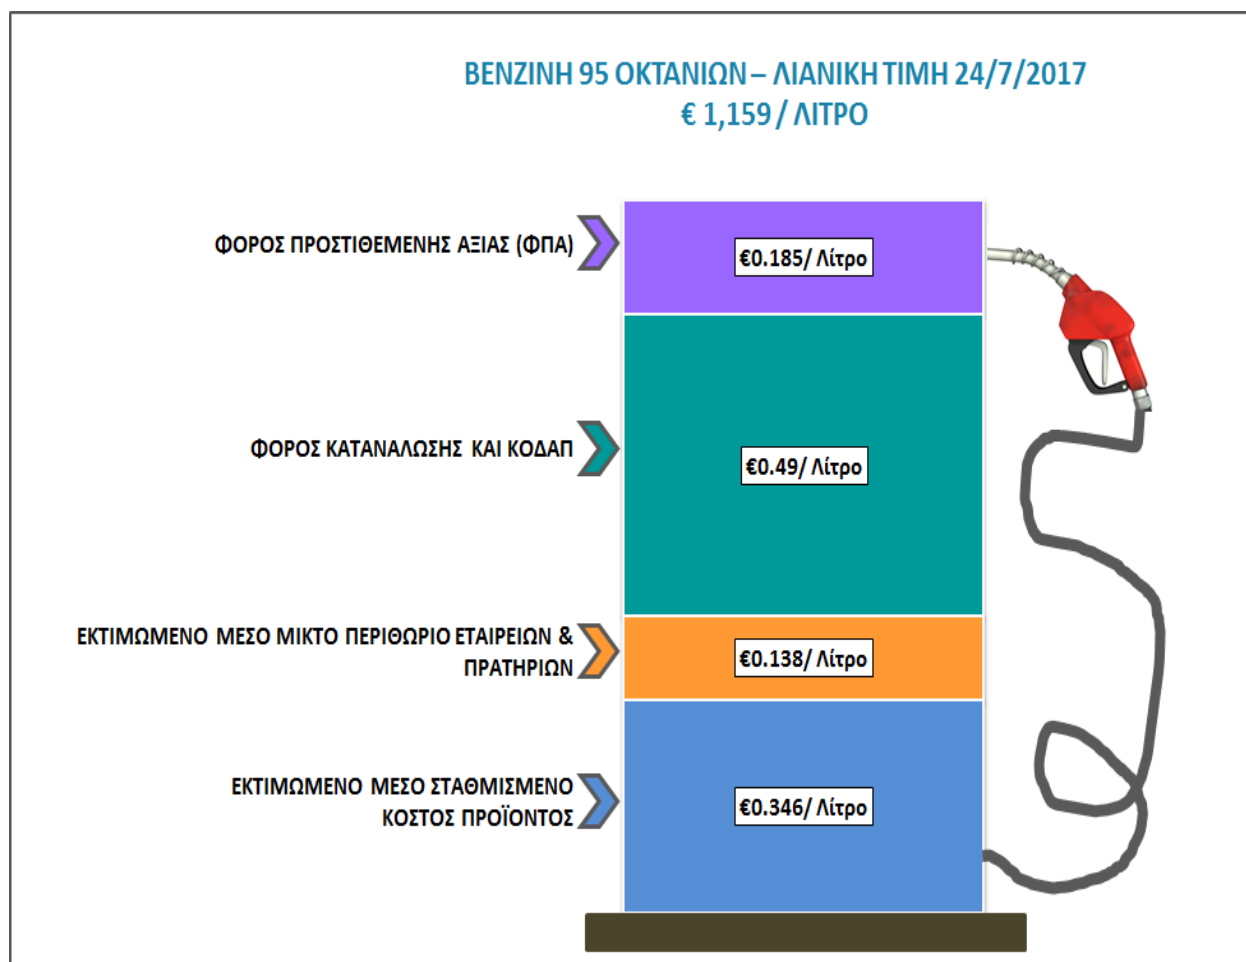 ΒΕΝΖΙΝΗ 95 ΟΚΤΑΝΙΩΝ – ΛΙΑΝΙΚΗ ΤΙΜΗ 24/7/2017
€ 1,159 / ΛΙΤΡΟ
ΦΟΡΟΣ ΠΡΟΣΤΙΘΕΜΕΝΗΣ ΑΞΙΑΣ (ΦΠΑ)
€0.185/ Λίτρο
ΦΟΡΟΣ ΚΑΤΑΝΑΛΩΣΗΣ ΚΑΙ ΚΟΔΑΠ
€0.49/ Λίτρο
ΕΚΤΙΜΩΜΕΝΟ ΜΕΣΟ ΜΙΚΤΟ ΠΕΡΙΘΩΡΙΟ ΕΤΑΙΡΕΙΩΝ &
ΠΡΑΤΗΡΙΩΝ
€0.138/ Λίτρο
ΕΚΤΙΜΩΜΕΝΟ ΜΕΣΟ ΣΤΑΘΜΙΣΜΕΝΟ
ΚΟΣΤΟΣ ΠΡΟΪΟΝΤΟΣ
€0.346/ Λίτρο